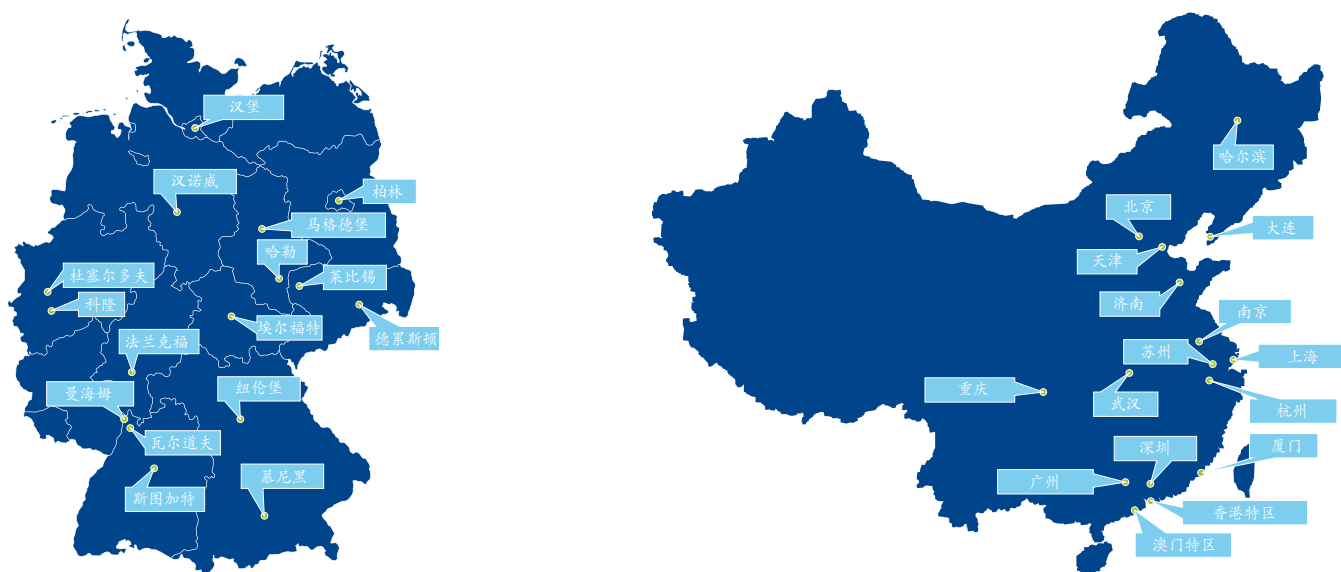 汉堡
汉诺威
柏林
马格德堡
哈勒
杜塞尔多夫
莱比锡
科隆
埃尔福特
德累斯顿
法兰克福
曼海姆
纽伦堡
瓦尔道夫
慕尼黑
斯图加特
哈尔滨
北京
大连
天津
济南
南京
苏州
上海
重庆
武汉
杭州
深圳
厦门
广州
香港特区
澳门特区